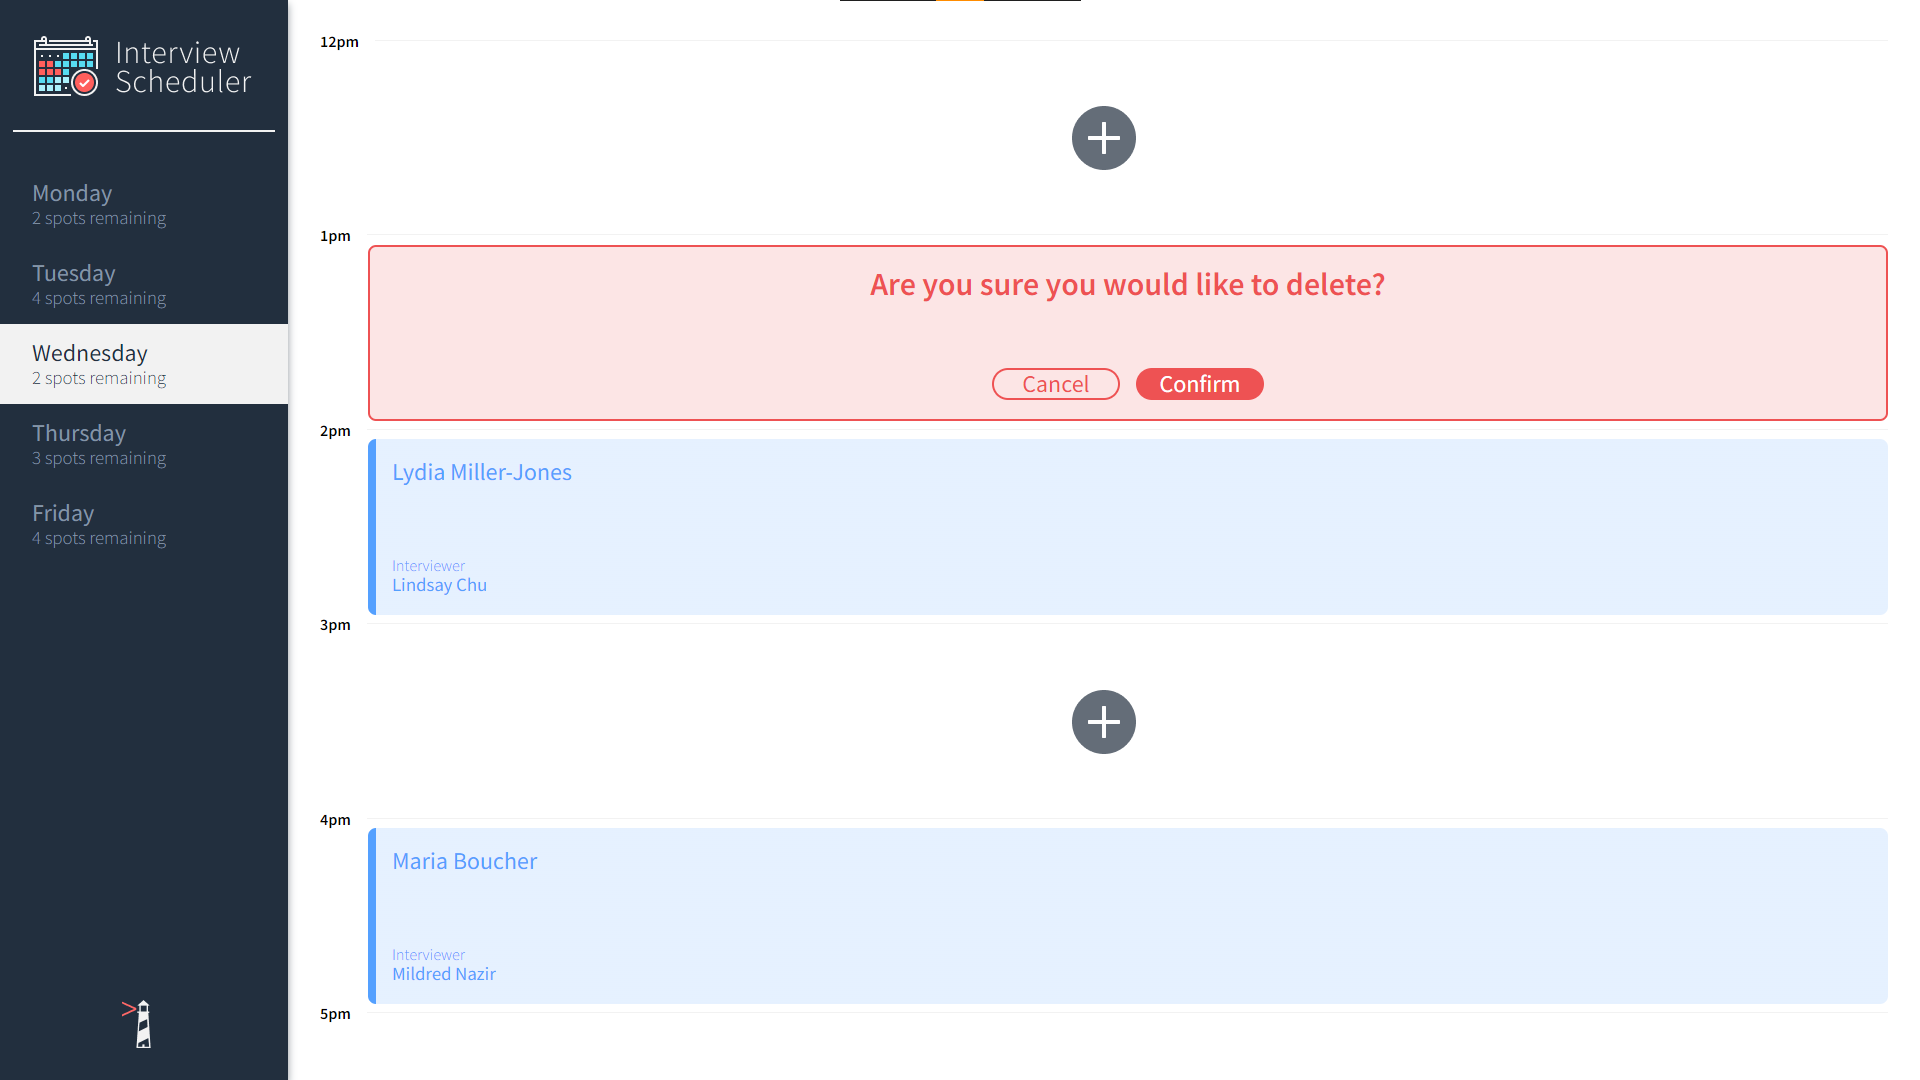 Interview
Scheduler
Monday
2 spots remaining
Tuesday
4 spots remaining
Wednesday
2 spots remaining
Thursday
3 spots remaining
Friday
4 spots remaining
12pm
1pm
Are you sure you would like to delete?
Cancel
Confirm
2pm
Lydia Miller-Jones
Interviewer
Lindsay Chu
3pm
4pm
Maria Boucher
Interviewer
Mildred Nazir
5pm